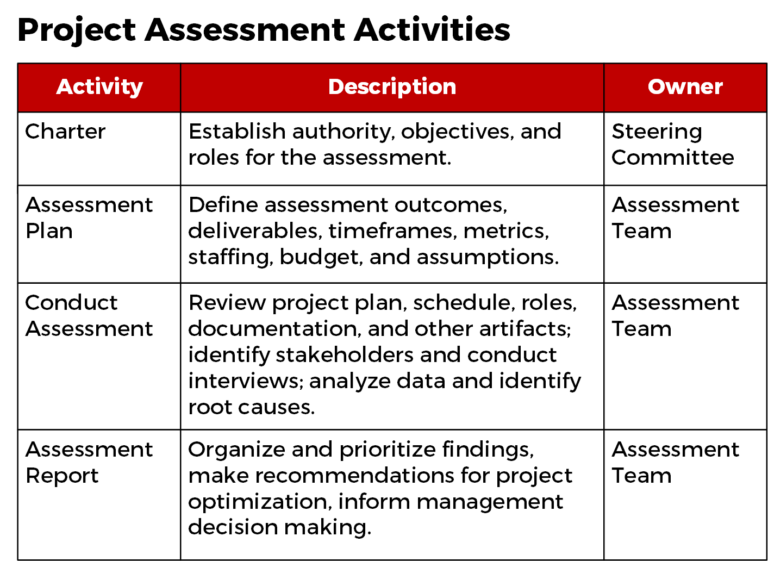 Project Assessment Activities
Activity Description Owner
Charter
Establish authority, objectives, and
roles for the assessment.
Steering
Committee
Assessment
Plan
Define assessment outcomes,
deliverables, timeframes, metrics,
staffing, budget, and assumptions.
Assessment
Team
Conduct
Assessment
Review project plan, schedule, roles,
documentation, and other artifacts;
identify stakeholders and conduct
interviews; analyze data and identify
root causes.
Assessment
Team
Assessment
Report
Organize and prioritize findings,
make recommendations for project
optimization, inform management
decision making.
Assessment
Team